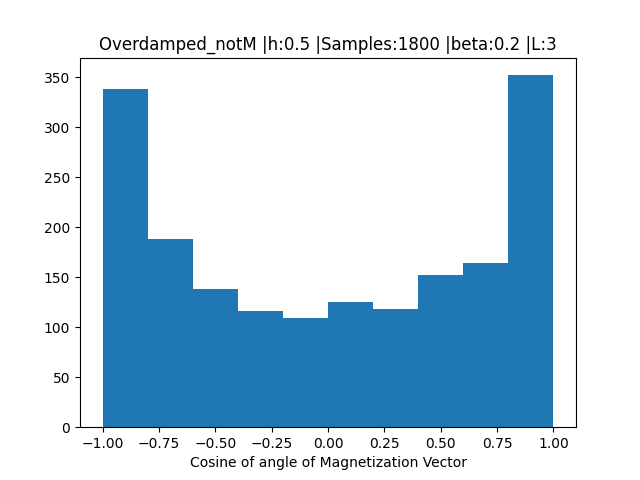 Overdamped_notM |h:0.5 |Samples:1800 |beta:0.2 |L:3
350
300
250
200
150
100
50
0
−1.00 −0.75 −0.50 −0.25 0.00 0.25 0.50 0.75 1.00
Cosine of angle of Magnetization Vector